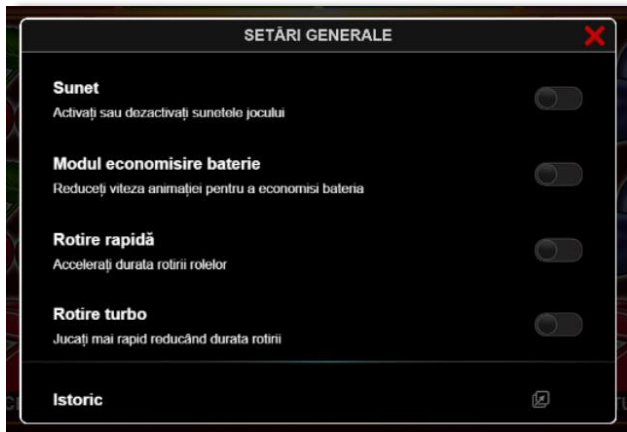 SETĂRI GENERALE
Sunet
Activați sau dezactivați sunetele jocului
Modul economisire baterie
Reduceți viteza animației pentru a economisi bateria
Rotire rapidă
Accelerați durata rotirii rolelor
Rotire turbo
Jucați mai rapid reducând durata rotirii
Istoric